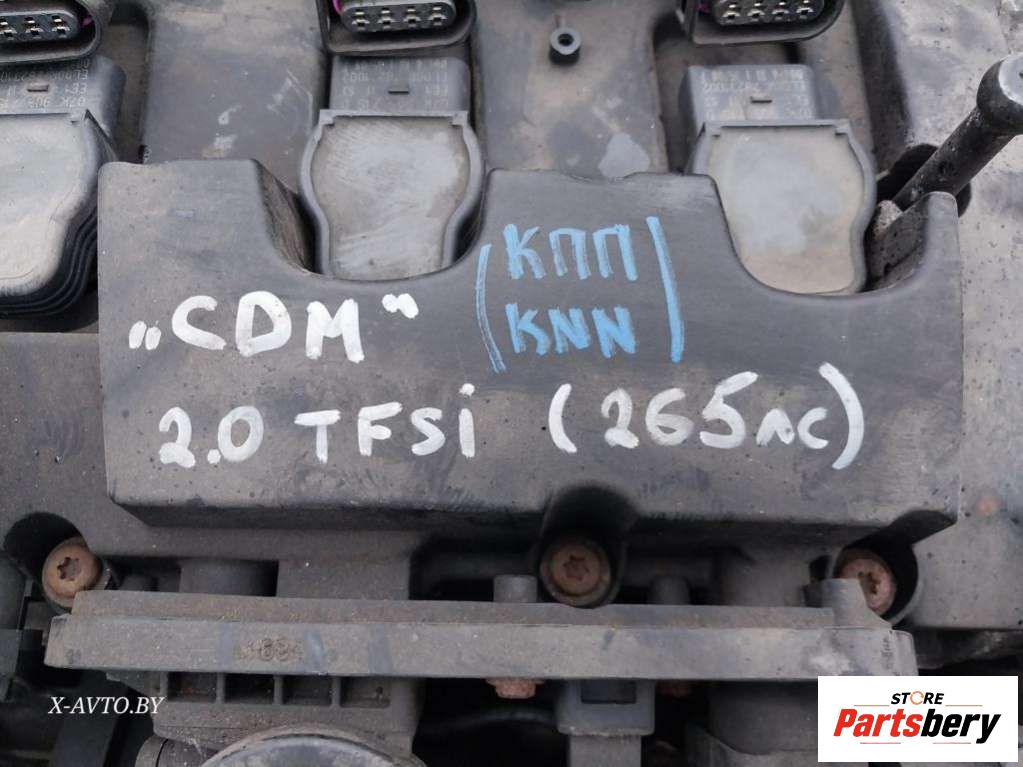 (КПП
KNN)
„CDM“
2.0 TFSi (265лс)
X-AVTO.BY
STORE
Partsbery